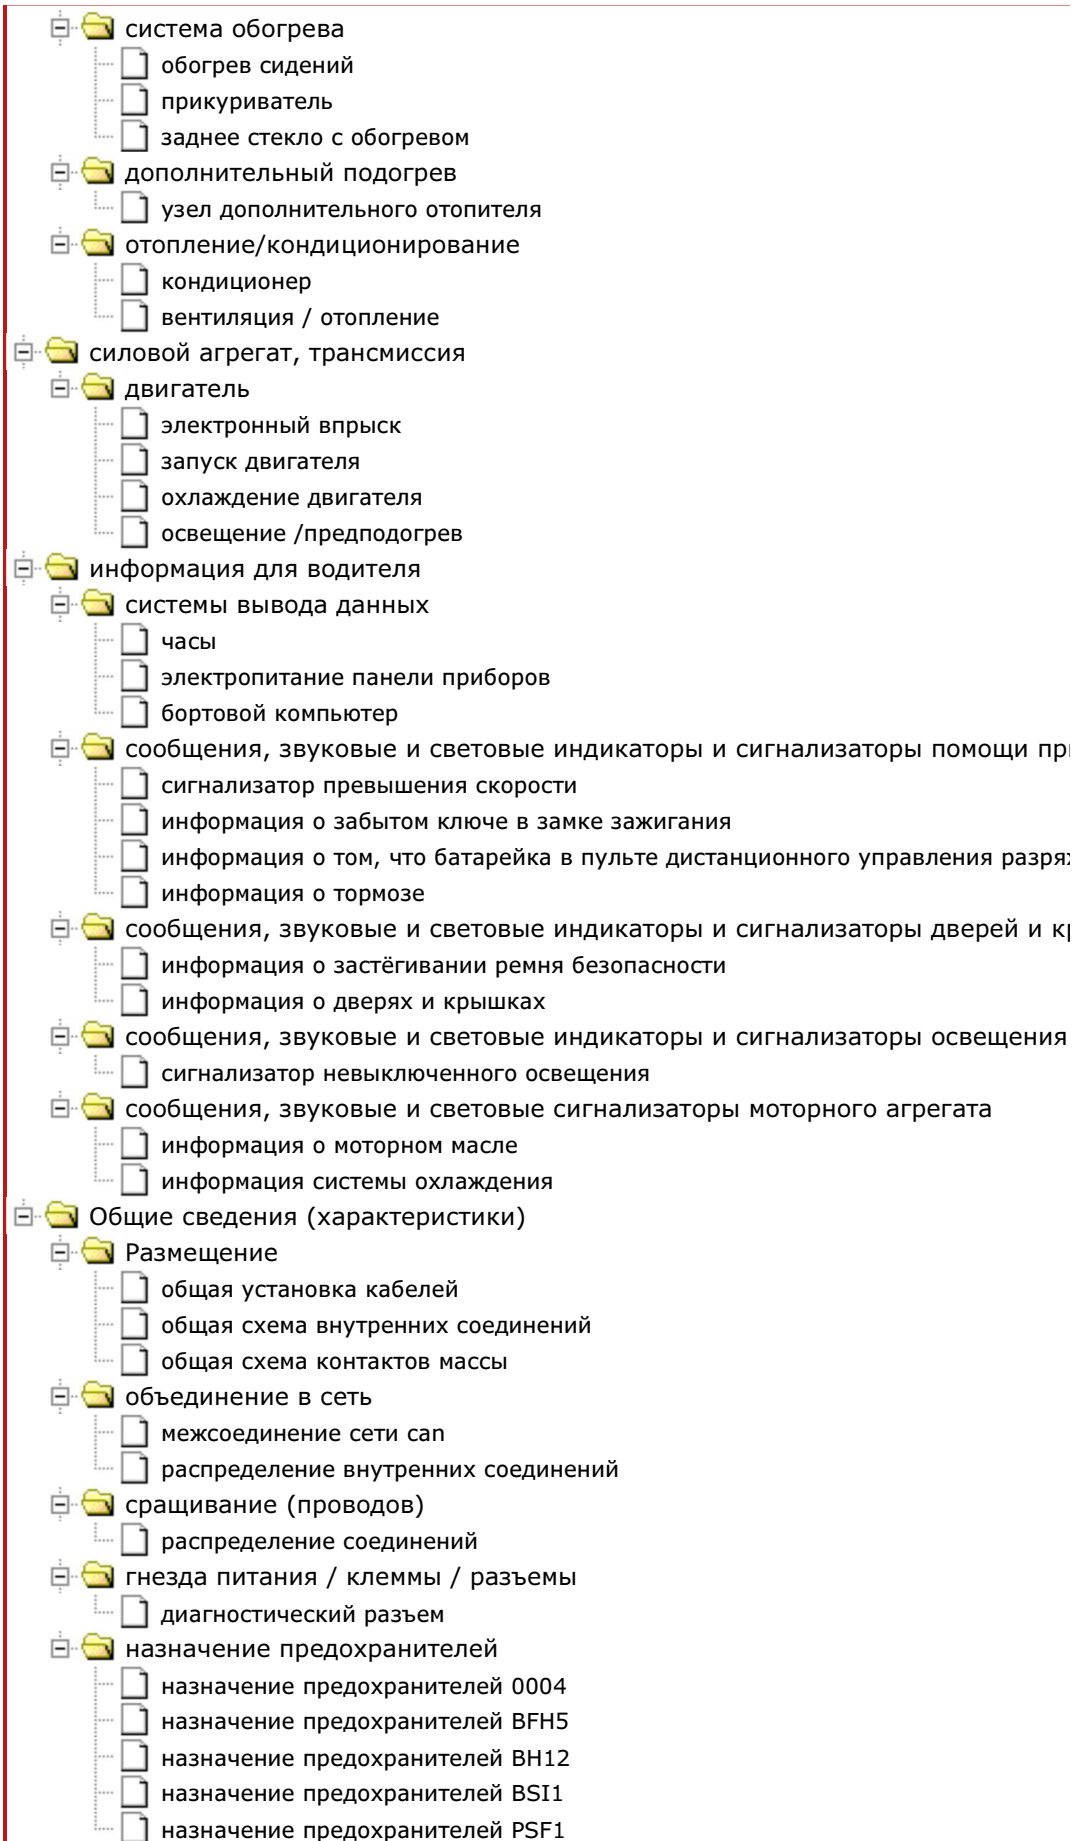 система обогрева
обогрев сидений
прикуриватель
заднее стекло с обогревом
дополнительный подогрев
узел дополнительного отопителя
отопление/кондиционирование
кондиционер
вентиляция / отопление
силовой агрегат, трансмиссия
двигатель
электронный впрыск
запуск двигателя
охлаждение двигателя
освещение /предподогрев
информация для водителя
системы вывода данных
часы
электропитание панели приборов
бортовой компьютер
сообщения, звуковые и световые индикаторы и сигнализаторы помощи
сигнализатор превышения скорости
информация о забытом ключе в замке зажигания
информация о том, что батарейка в пульте дистанционного управления
информация о тормозе
сообщения, звуковые и световые индикаторы и сигнализаторы дверей и
информация о застёгивании ремня безопасности
информация о дверях и крышках
сообщения, звуковые и световые индикаторы и сигнализаторы освещения
сигнализатор невыключенного освещения
сообщения, звуковые и световые сигнализаторы моторного агрегата
информация о моторном масле
информация системы охлаждения
Общие сведения (характеристики)
Размещение
общая установка кабелей
общая схема внутренних соединений
общая схема контактов массы
объединение в сеть
межсоединение сети can
распределение внутренних соединений
сращивание (проводов)
распределение соединений
гнезда питания / клеммы / разъемы
диагностический разъем
назначение предохранителей
назначение предохранителей 0004
назначение предохранителей BFH5
назначение предохранителей BH12
назначение предохранителей BSI1
назначение предохранителей PSF1